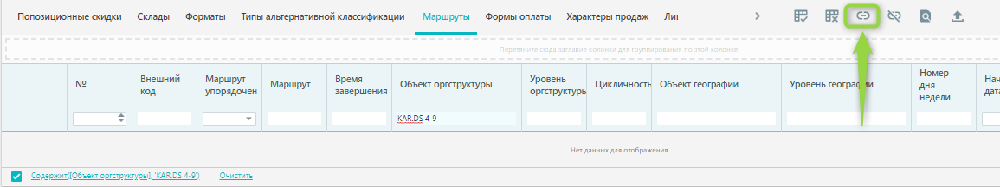 Попозиционные скидки Склады Форматы Типы альтернативной классификации Маршруты Формы оплаты Характеры продаж Ли
Перетяните сюда заглавие колонки для группирования по этой колонке
№ Внешний код Маршрут упорядочен Маршрут Время завершения Объект оргструктуры Уровень оргструктуры Цикличность Объект географии Уровень географии Номер дня недели Нач дата
KAR.DS 4-9
Нет данных для отображения
Содержит([Объект оргструктуры], 'KAR.DS 4-9') Очистить